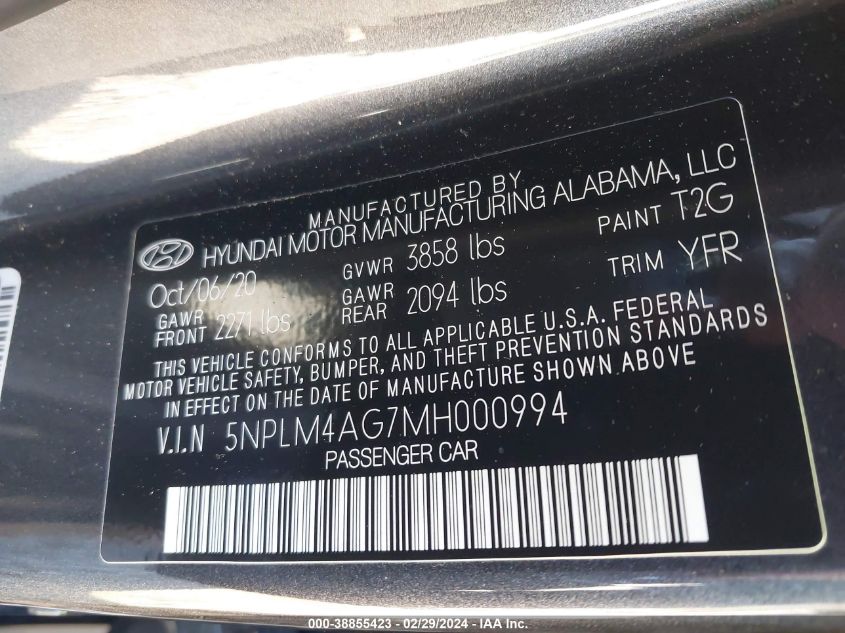 MANUFACTURED BY
HYUNDAI MOTOR MANUFACTURING ALABAMA, LLC
Oct/06/20 GVWR 3858 lbs PAINT T2G
GAWR FRONT 2271 lbs GAWR REAR 2094 lbs TRIM YFR
THIS VEHICLE CONFORMS TO ALL APPLICABLE U.S.A. FEDERAL
MOTOR VEHICLE SAFETY, BUMPER, AND THEFT PREVENTION STANDARDS
IN EFFECT ON THE DATE OF MANUFACTURE SHOWN ABOVE
V.I.N 5NPLM4AG7MH000994
PASSENGER CAR
000-38855423 - 02/29/2024 - IAA Inc.